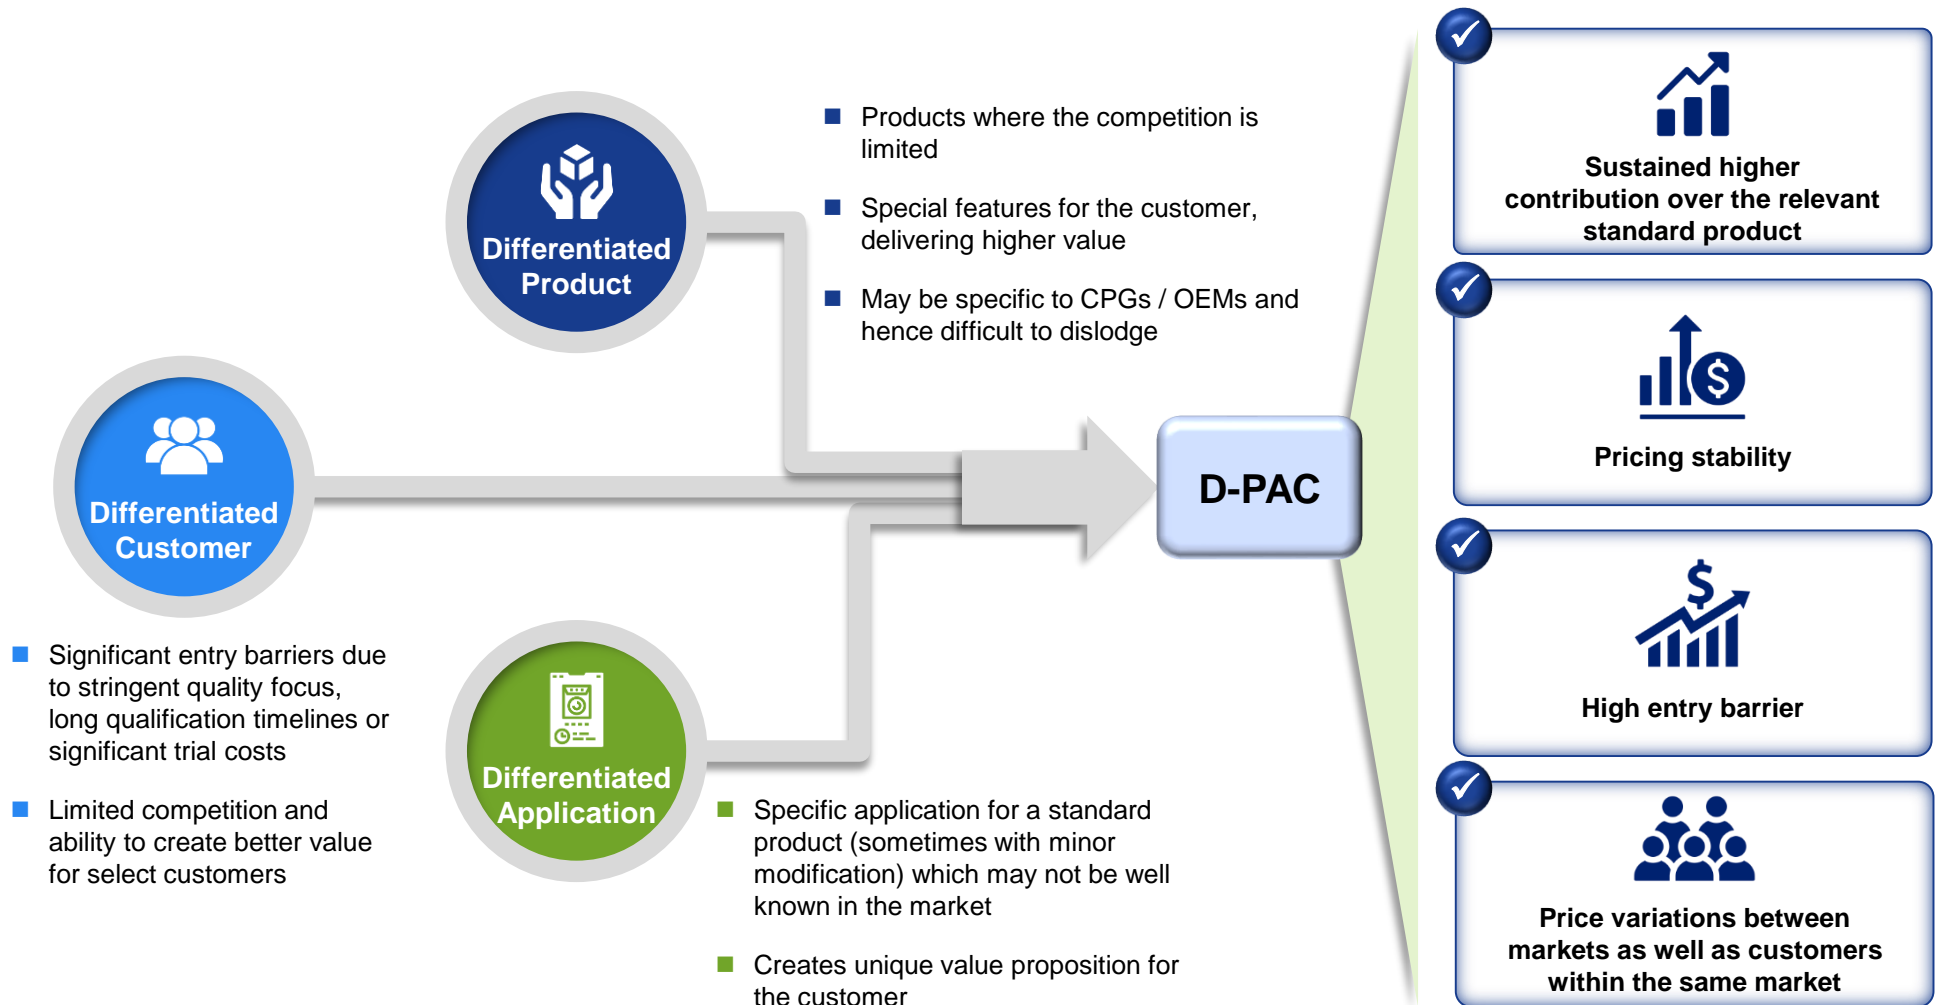 Differentiated
Product
Products where the competition is
limited
Special features for the customer,
delivering higher value
May be specific to CPGs / OEMs and
hence difficult to dislodge
Differentiated
Customer
Significant entry barriers due
to stringent quality focus,
long qualification timelines or
significant trial costs
Limited competition and
ability to create better value
for select customers
Differentiated
Application
Specific application for a standard
product (sometimes with minor
modification) which may not be well
known in the market
Creates unique value proposition for
the customer
D-PAC
Sustained higher
contribution over the relevant
standard product
$
Pricing stability
$
High entry barrier
Price variations between
markets as well as customers
within the same market